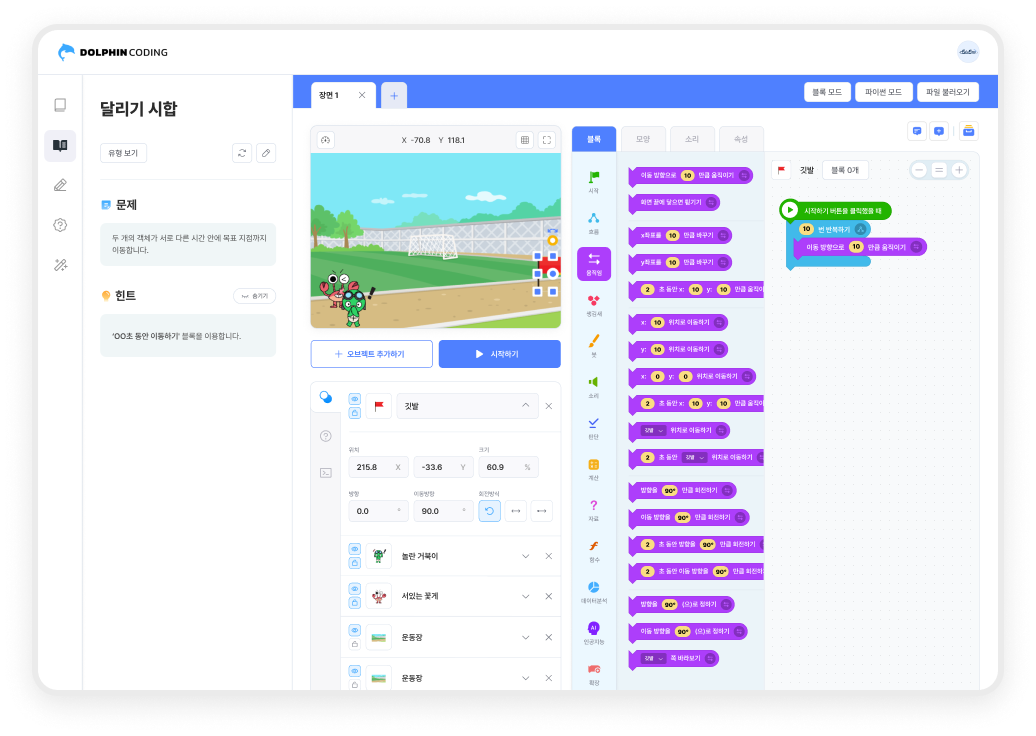 DOLPHIN CODING
달리기 시합
유형 보기
문제
두 개의 객체가 서로 다른 시간 안에 목표 지점까지
이동합니다.
힌트
숨기기
'OO초 동안 이동하기' 블록을 이용합니다.
장면 1
+
블록 모드
파이썬 모드
파일 불러오기
X -70.8 Y 118.1
+ 오브젝트 추가하기
시작하기
깃발
위치
크기
215.8 X
-33.6 Y
60.9 %
방향
이동방향
회전방식
0.0 °
90.0 °
놀란 거북이
서있는 꽃게
운동장
운동장
블록
모양
소리
속성
시작
흐름
움직임
생김새
붓
소리
판단
계산
자료
함수
데이터분석
AI
인공지능
확장
이동 방향으로 10 만큼 움직이기
화면 끝에 닿으면 튕기기
x좌표를 10 만큼 바꾸기
y좌표를 10 만큼 바꾸기
2 초 동안 x: 10 y: 10 만큼 움직이
x: 10 위치로 이동하기
y: 10 위치로 이동하기
x: 0 y: 0 위치로 이동하기
2 초 동안 x: 10 y: 10 만큼 움직이
깃발 위치로 이동하기
2 초 동안 깃발 위치로 이동하기
방향을 90° 만큼 회전하기
이동 방향을 90° 만큼 회전하기
2 초 동안 방향을 90° 만큼 회전하기
2 초 동안 이동 방향을 90° 만큼 회전하
방향을 90° (으)로 정하기
이동 방향을 90° (으)로 정하기
깃발 쪽 바라보기
깃발
블록 0개
시작하기 버튼을 클릭했을 때
10 번 반복하기
이동 방향으로 10 만큼 움직이기